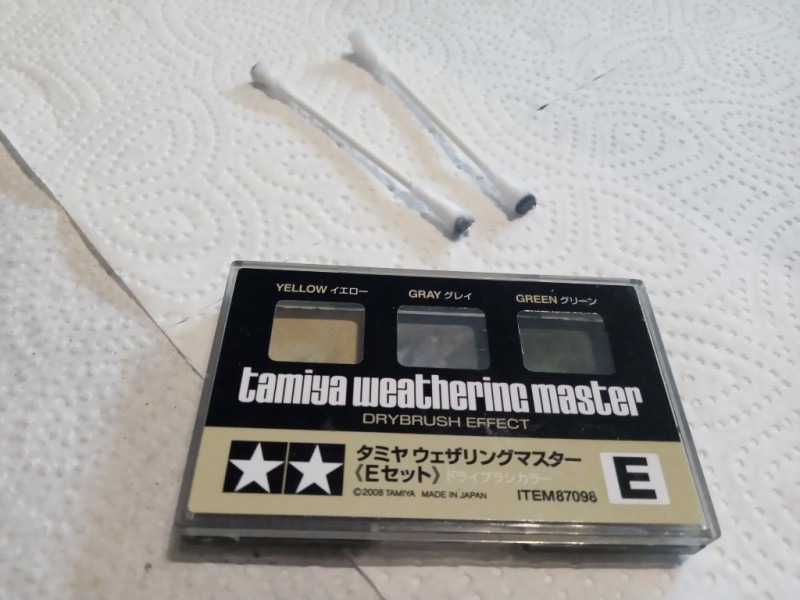 YELLOW イエロー GRAY グレイ GREEN グリーン
tamiya weathering master
DRYBRUSH EFFECT
タミヤ ウェザリングマスター
《Eセット》 ドライブラシカラー
©2008 TAMIYA MADE IN JAPAN ITEM87098
E